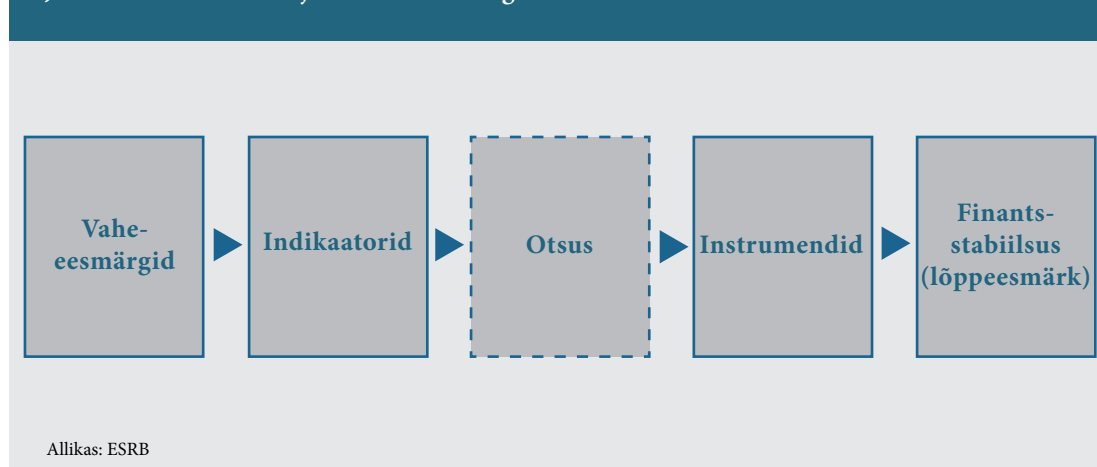 Vahe-
eesmärgid
Indikaatorid
Otsus
Instrumendid
Finants-
stabiilsus
(lõppeesmärk)
Allikas: ESRB